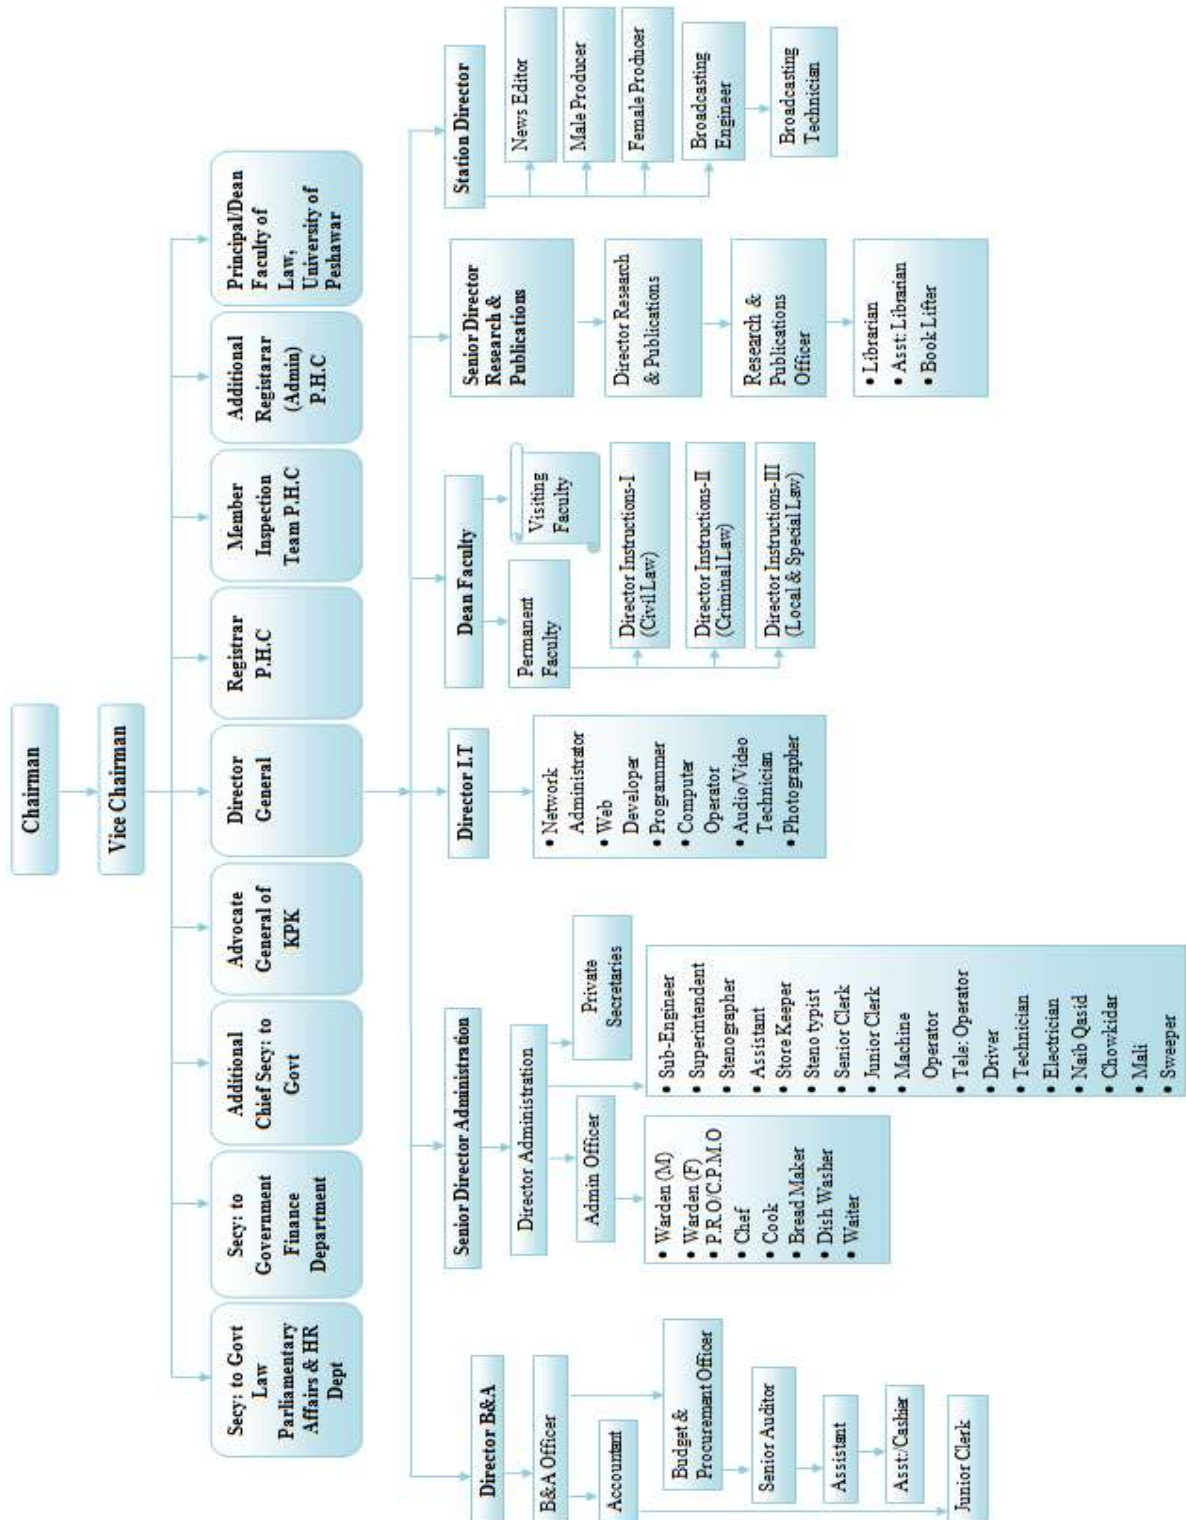 Chairman
Vice Chairman
Secy: to Govt
Law
Parliamentary
Affairs & HR
Dept
Secy: to
Government
Finance
Department
Additional
Chief Secy: to
Govt
Advocate
General of
KPK
Director
General
Registrar
P.H.C
Member
Inspection
Team P.H.C
Additional
Registarar
(Admin)
P.H.C
Principal/Dean
Faculty of
Law,
University of
Peshawar
Director B&A
B&A Officer
Accountant
Budget &
Procurement Officer
Senior Auditor
Assistant
Asst:/Cashier
Junior Clerk
Senior Director Administration
Director Administration
Admin Officer
Private
Secretaries
• Warden (M)
• Warden (F)
• P.R.O/C.P.M.O
• Chef
• Cook
• Bread Maker
• Dish Washer
• Waiter
• Sub-Engineer
• Superintendent
• Stenographer
• Assistant
• Store Keeper
• Steno typist
• Senior Clerk
• Junior Clerk
• Machine
Operator
• Tele: Operator
• Driver
• Technician
• Electrician
• Naib Qasid
• Chowkidar
• Mali
• Sweeper
Director I.T
• Network
Administrator
• Web
Developer
• Programmer
• Computer
Operator
• Audio/Video
Technician
• Photographer
Dean Faculty
Permanent
Faculty
Visiting
Faculty
Director Instructions-I
(Civil Law)
Director Instructions-II
(Criminal Law)
Director Instructions-III
(Local & Special Law)
Senior Director
Research &
Publications
Director Research
& Publications
Research &
Publications
Officer
• Librarian
• Asst: Librarian
• Book Lifter
Station Director
News Editor
Male Producer
Female Producer
Broadcasting
Engineer
Broadcasting
Technician